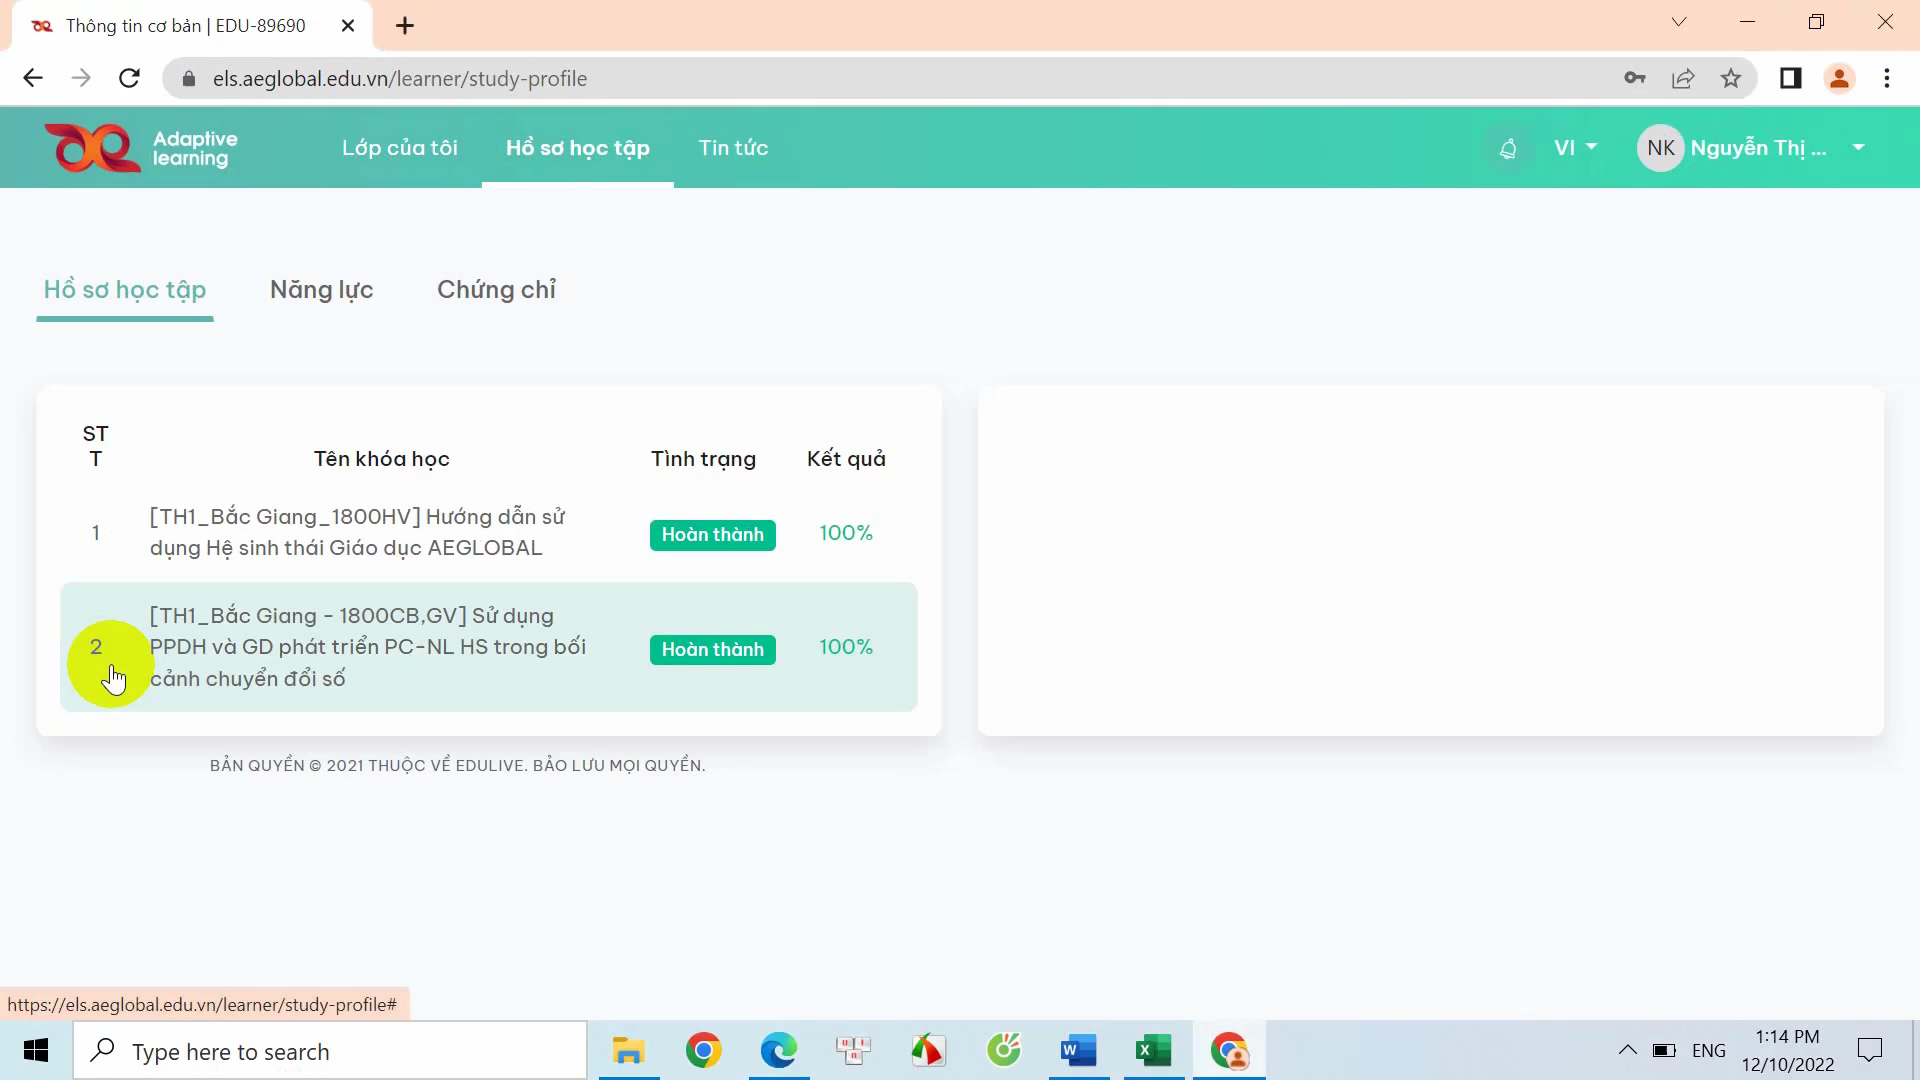 Thông tin cơ bản | EDU-89690
els.aeglobal.edu.vn/learner/study-profile
Adaptive
learning
Lớp của tôi
Hồ sơ học tập
Tin tức
VI
NK
Nguyễn Thị ...
Hồ sơ học tập
Năng lực
Chứng chỉ
ST
T
Tên khóa học
Tình trạng
Kết quả
1
[TH1_Bắc Giang_1800HV] Hướng dẫn sử
dụng Hệ sinh thái Giáo dục AEGLOBAL
Hoàn thành
100%
2
[TH1_Bắc Giang - 1800CB,GV] Sử dụng
PPDH và GD phát triển PC-NL HS trong bối
cảnh chuyển đổi số
Hoàn thành
100%
BẢN QUYỀN © 2021 THUỘC VỀ EDULIVE. BẢO LƯU MỌI QUYỀN.
https://els.aeglobal.edu.vn/learner/study-profile#
Type here to search
ENG
1:14 PM
12/10/2022